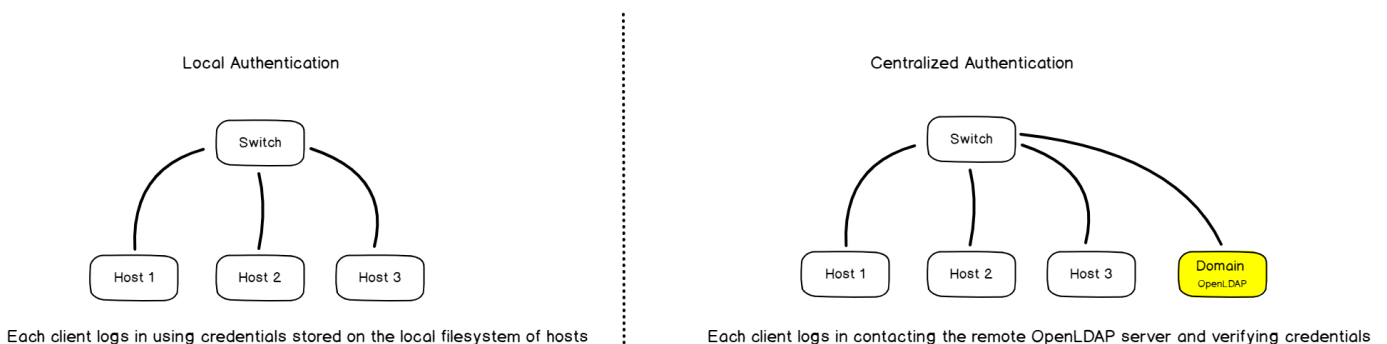 Local Authentication
Switch
Host 1
Host 2
Host 3
Each client logs in using credentials stored on the local filesystem of hosts
Centralized Authentication
Switch
Host 1
Host 2
Host 3
Domain
OpenLDAP
Each client logs in contacting the remote OpenLDAP server and verifying credentials